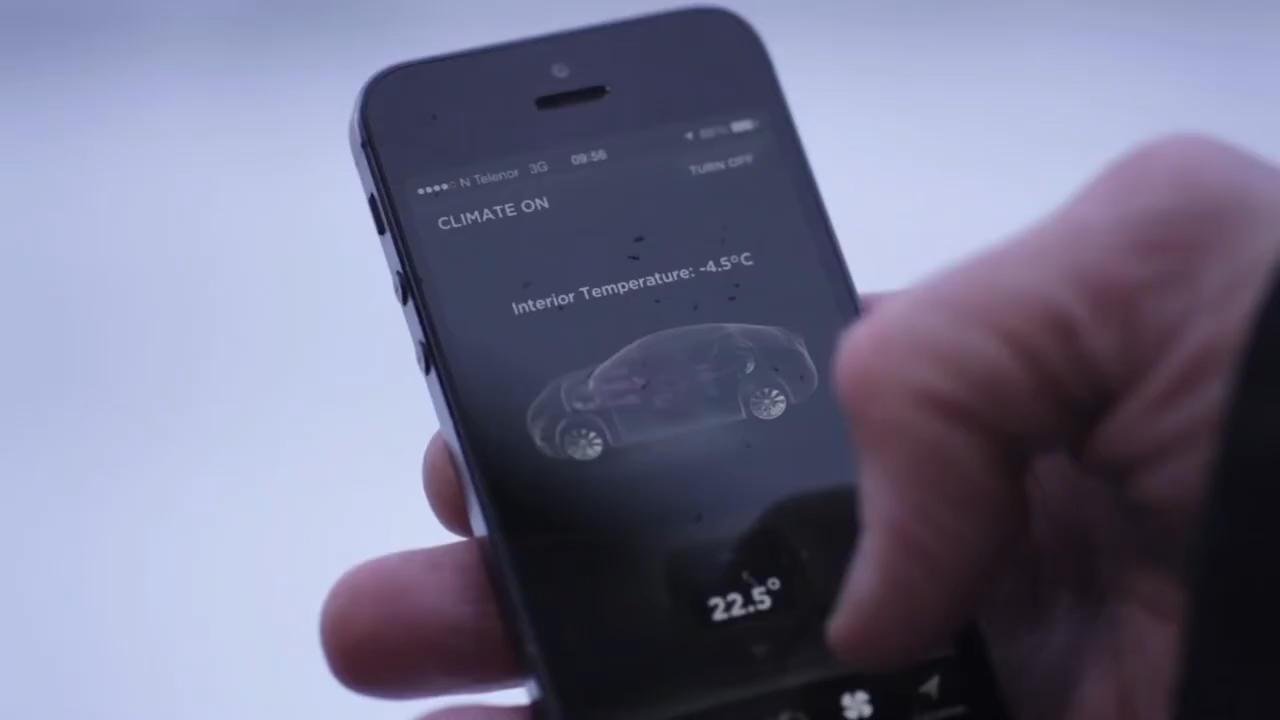 N Telenor 3G 09:56
TURN OFF
CLIMATE ON
Interior Temperature: -4.5°C
22.5°